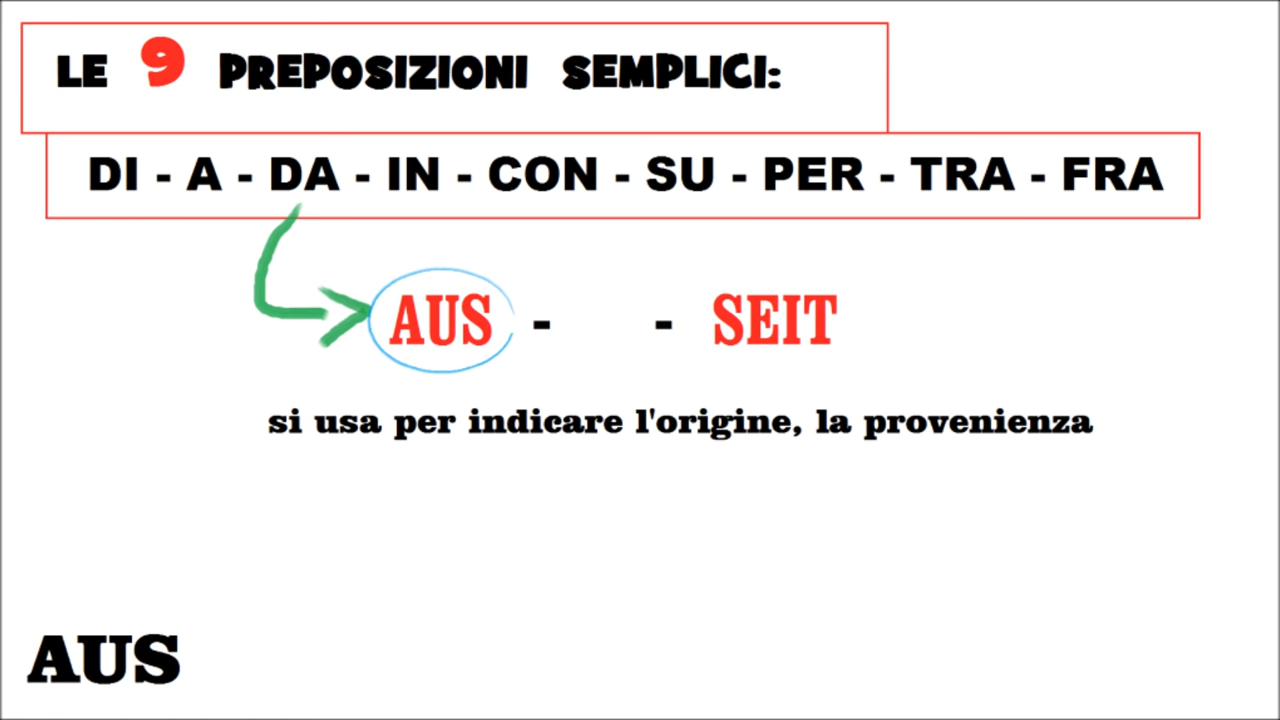 LE 9 PREPOSIZIONI SEMPLICI:
DI - A - DA - IN - CON - SU - PER - TRA - FRA
AUS - - SEIT
si usa per indicare l'origine, la provenienza
AUS